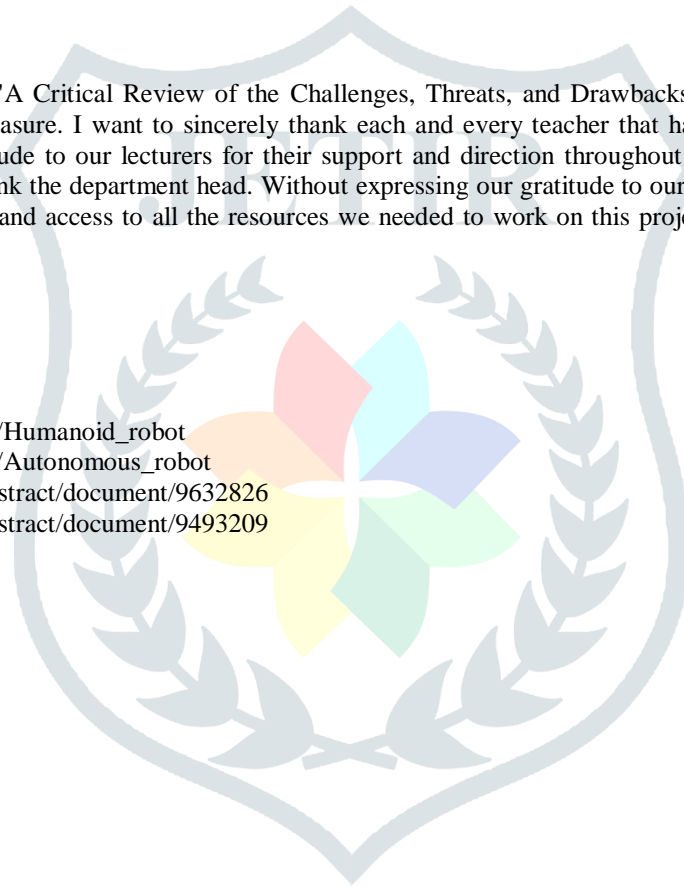 "A Critical Review of the Challenges, Threats, and Drawbacks
asure. I want to sincerely thank each and every teacher that ha
ude to our lecturers for their support and direction throughout
nk the department head. Without expressing our gratitude to our
and access to all the resources we needed to work on this proje
JETIR
/Humanoid_robot
/Autonomous_robot
stract/document/9632826
stract/document/9493209